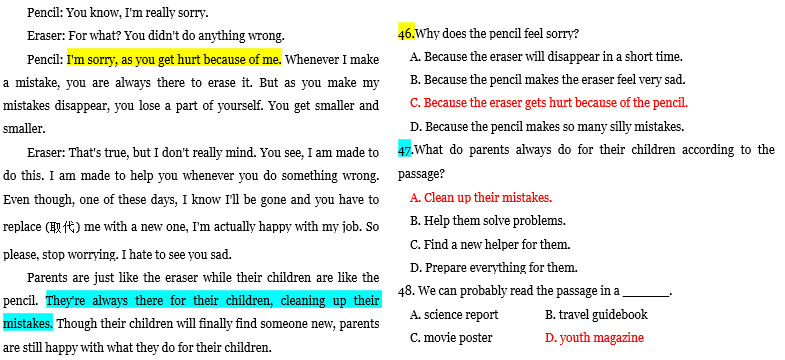 Pencil: You know, I'm really sorry.
Eraser: For what? You didn't do anything wrong.
Pencil: I'm sorry, as you get hurt because of me. Whenever I make
a mistake, you are always there to erase it. But as you make my
mistakes disappear, you lose a part of yourself. You get smaller and
smaller.
Eraser: That's true, but I don't really mind. You see, I am made to
do this. I am made to help you whenever you do something wrong.
Even though, one of these days, I know I'll be gone and you have to
replace (取代) me with a new one, I'm actually happy with my job. So
please, stop worrying. I hate to see you sad.
Parents are just like the eraser while their children are like the
pencil. They're always there for their children, cleaning up their
mistakes. Though their children will finally find someone new, parents
are still happy with what they do for their children.
46.Why does the pencil feel sorry?
A. Because the eraser will disappear in a short time.
B. Because the pencil makes the eraser feel very sad.
C. Because the eraser gets hurt because of the pencil.
D. Because the pencil makes so many silly mistakes.
47.What do parents always do for their children according to the
passage?
A. Clean up their mistakes.
B. Help them solve problems.
C. Find a new helper for them.
D. Prepare everything for them.
48. We can probably read the passage in a _______.
A. science report B. travel guidebook
C. movie poster D. youth magazine